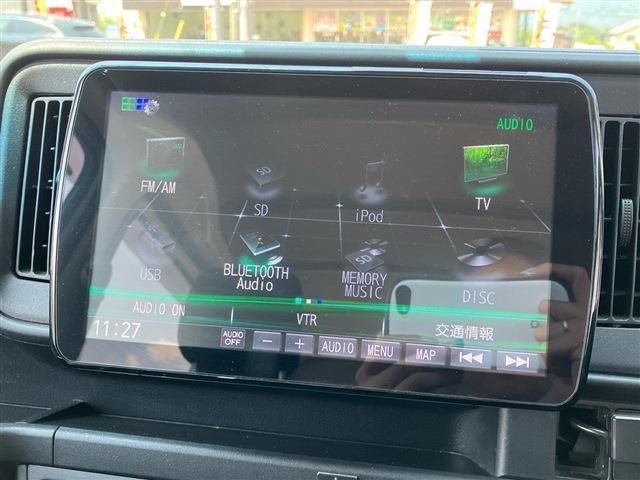 AUDIO
FM/AM
SD
iPod
TV
SD
USB
BLUETOOTH
Audio
MEMORY
MUSIC
DISC
AUDIO ON
VTR
交通情報
11:27
AUDIO
OFF
− + AUDIO MENU MAP